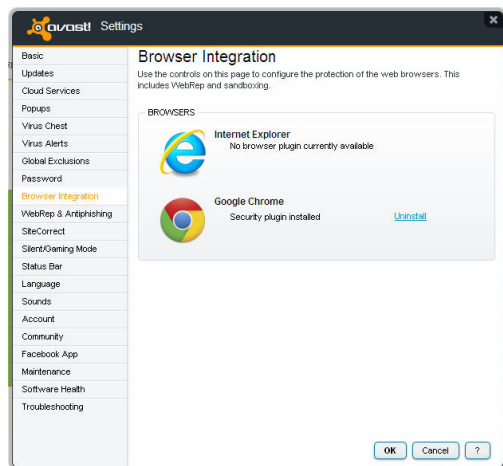 avast! Settings
Basic
Updates
Cloud Services
Popups
Virus Chest
Virus Alerts
Global Exclusions
Password
Browser Integration
WebRep & Antiphishing
SiteCorrect
Silent/Gaming Mode
Status Bar
Language
Sounds
Account
Community
Facebook App
Maintenance
Software Health
Troubleshooting
Browser Integration
Use the controls on this page to configure the protection of the web browsers. This
includes WebRep and sandboxing.
BROWSERS
Internet Explorer
No browser plugin currently available
Google Chrome
Security plugin installed Uninstall
OK Cancel ?